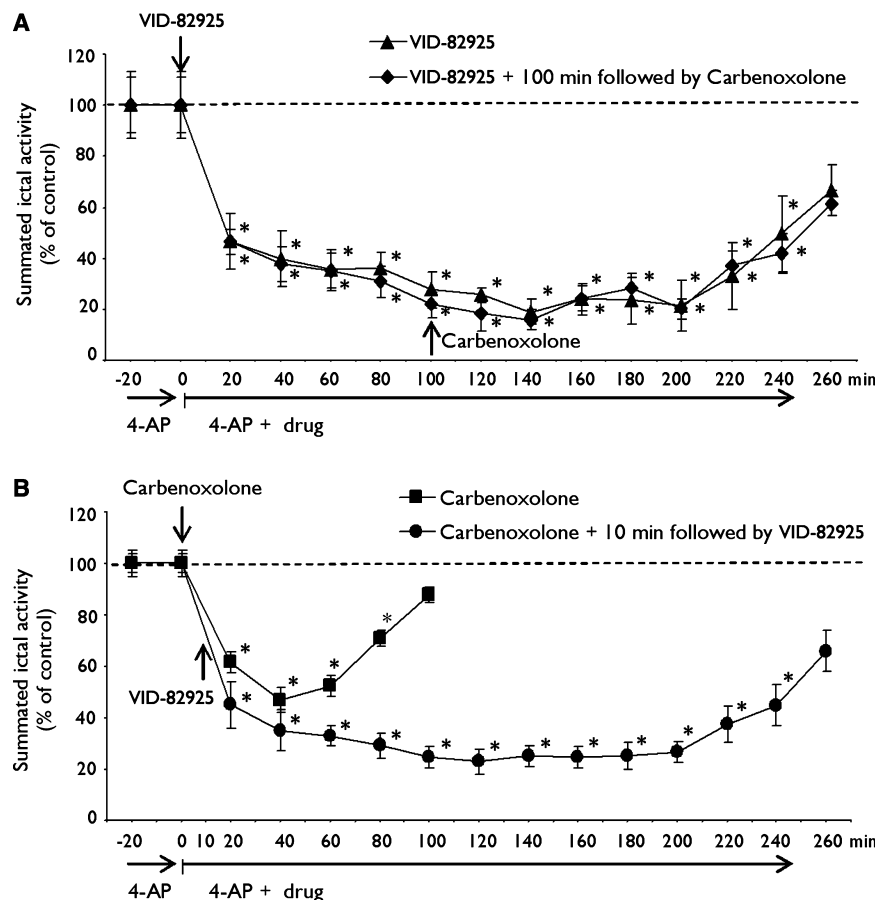 A
VID-82925
VID-82925
VID-82925 + 100 min followed by Carbenoxolone
Summated ictal activity
(% of control)
120
100
80
60
40
20
0
* * * * * * * * * * * *
* * * * * * * * * * *
Carbenoxolone
-20 0 20 40 60 80 100 120 140 160 180 200 220 240 260 min
4-AP 4-AP + drug
B
Carbenoxolone
Carbenoxolone
Carbenoxolone + 10 min followed by VID-82925
Summated ictal activity
(% of control)
120
100
80
60
40
20
0
* * * *
VID-82925
* * * * * * * * * * * *
-20 0 10 20 40 60 80 100 120 140 160 180 200 220 240 260 min
4-AP 4-AP + drug